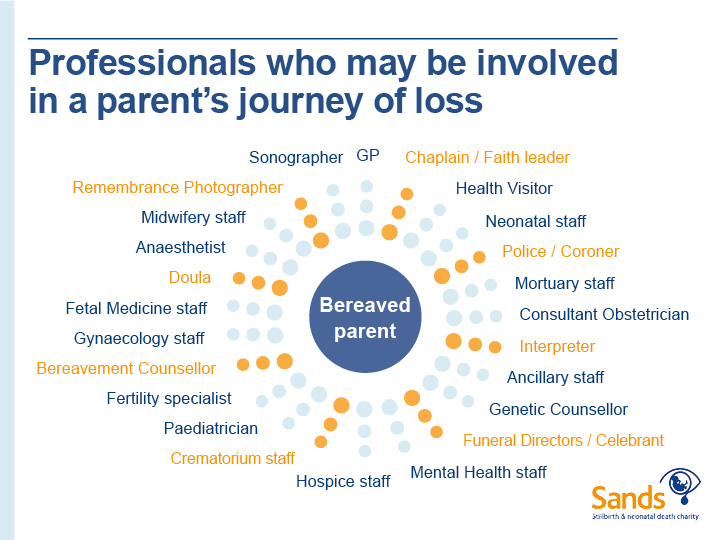 Professionals who may be involved
in a parent’s journey of loss
Sonographer
GP
Chaplain / Faith leader
Remembrance Photographer
Health Visitor
Midwifery staff
Neonatal staff
Anaesthetist
Police / Coroner
Doula
Mortuary staff
Bereaved
parent
Fetal Medicine staff
Consultant Obstetrician
Gynaecology staff
Interpreter
Bereavement Counsellor
Ancillary staff
Fertility specialist
Genetic Counsellor
Paediatrician
Funeral Directors / Celebrant
Crematorium staff
Mental Health staff
Hospice staff
Sands
Stillbirth & neonatal death charity